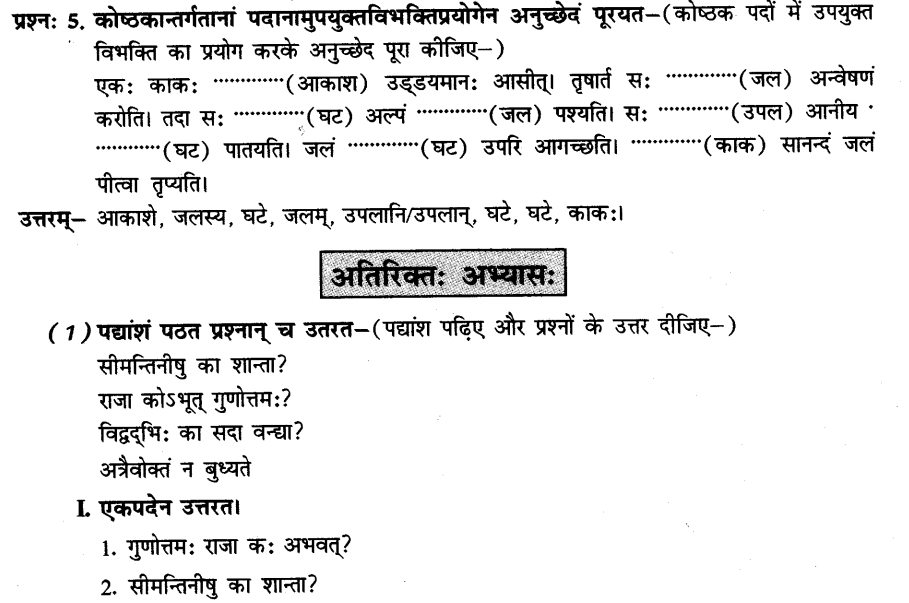 प्रश्न: 5. कोष्ठकान्तर्गतानां पदानामुपयुक्तविभक्तिप्रयोगेन अनुच्छेदं पूरयत–(कोष्ठक पदों में उपयुक्त
विभक्ति का प्रयोग करके अनुच्छेद पूरा कीजिए–)
एक: काक: ·············(आकाश) उड्डयमान: आसीत्। तृषार्त स: ·············(जल) अन्वेषणं
करोति। तदा स: ·············(घट) अल्पं ·············(जल) पश्यति। स: ·············(उपल) आनीय
·············(घट) पातयति। जलं ·············(घट) उपरि आगच्छति। ·············(काक) सानन्दं जलं
पीत्वा तृप्यति।
उत्तरम्– आकाशे, जलस्य, घटे, जलम्, उपलानि/उपलान्, घटे, घटे, काक:।
अतिरिक्त: अभ्यास:
(1) पद्यांशं पठत प्रश्नान् च उतरत–(पद्यांश पढ़िए और प्रश्नों के उत्तर दीजिए–)
सीमन्तिनीषु का शान्ता?
राजा कोऽभूत् गुणोत्तम:?
विद्वद्भि: का सदा वन्द्या?
अत्रैवोक्तं न बुध्यते
I. एकपदेन उत्तरत।
1. गुणोत्तम: राजा क: अभवत्?
2. सीमन्तिनीषु का शान्ता?